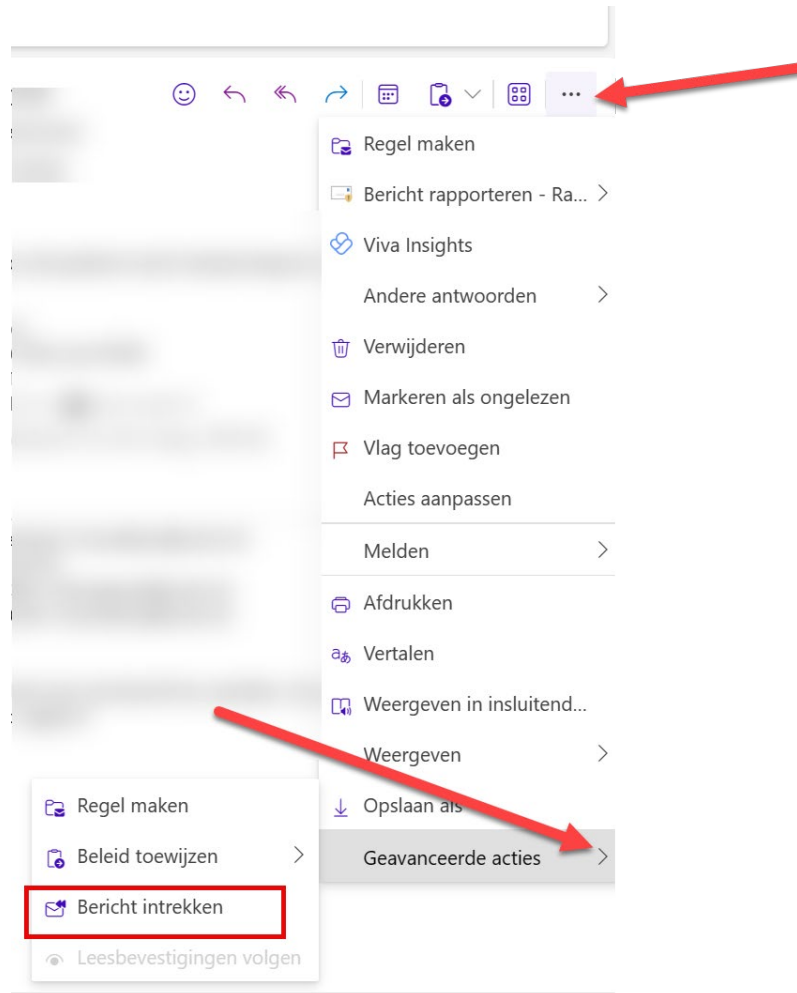 Regel maken
Bericht rapporteren - Ra...
Viva Insights
Andere antwoorden
Verwijderen
Markeren als ongelezen
Vlag toevoegen
Acties aanpassen
Melden
Afdrukken
Vertalen
Weergeven in insluitend...
Weergeven
Opslaan als
Geavanceerde acties
Regel maken
Beleid toewijzen
Bericht intrekken
Leesbevestigingen volgen